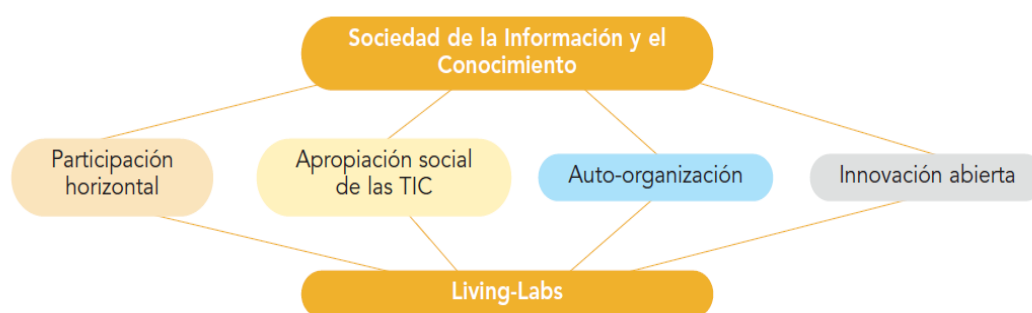 Sociedad de la Información y el
Conocimiento
Participación
horizontal
Apropiación social
de las TIC
Auto-organización
Innovación abierta
Living-Labs